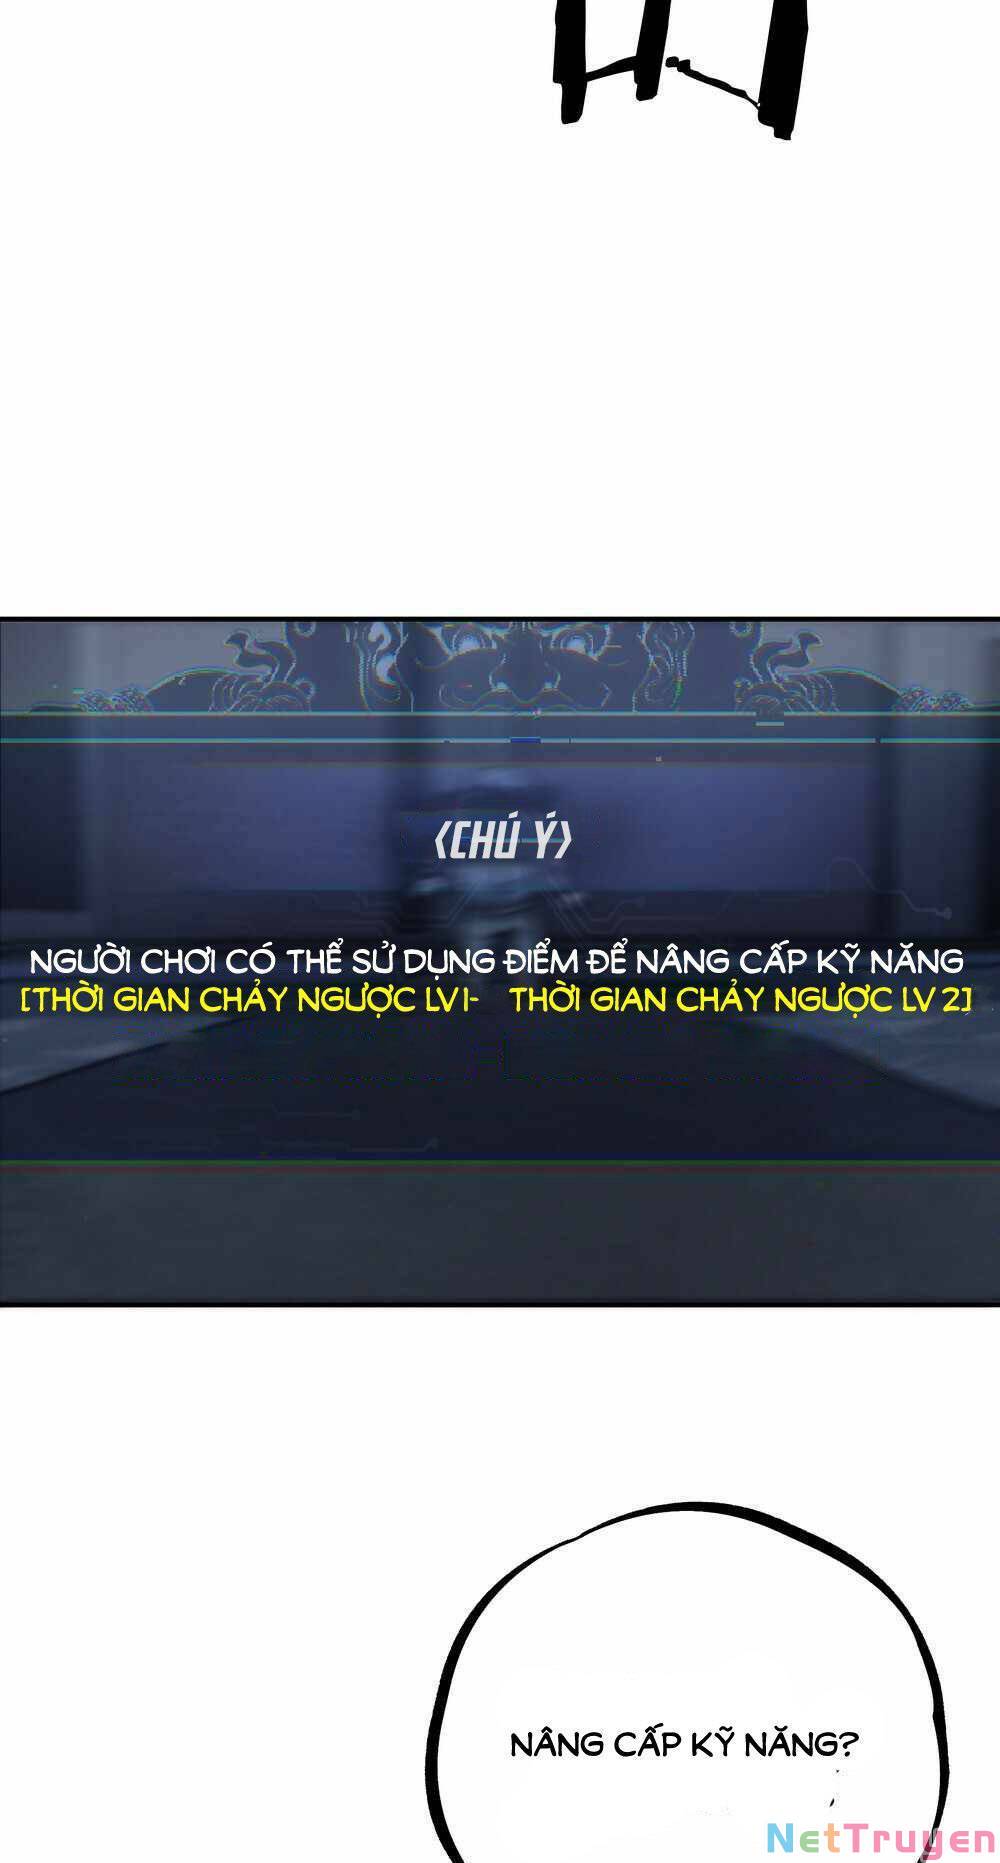 <CHÚ Ý>
NGƯỜI CHƠI CÓ THỂ SỬ DỤNG ĐIỂM ĐỂ NÂNG CẤP KỸ NĂNG
[THỜI GIAN CHẢY NGƯỢC LV1- THỜI GIAN CHẢY NGƯỢC LV 2]
NÂNG CẤP KỸ NĂNG?
NetTruyen